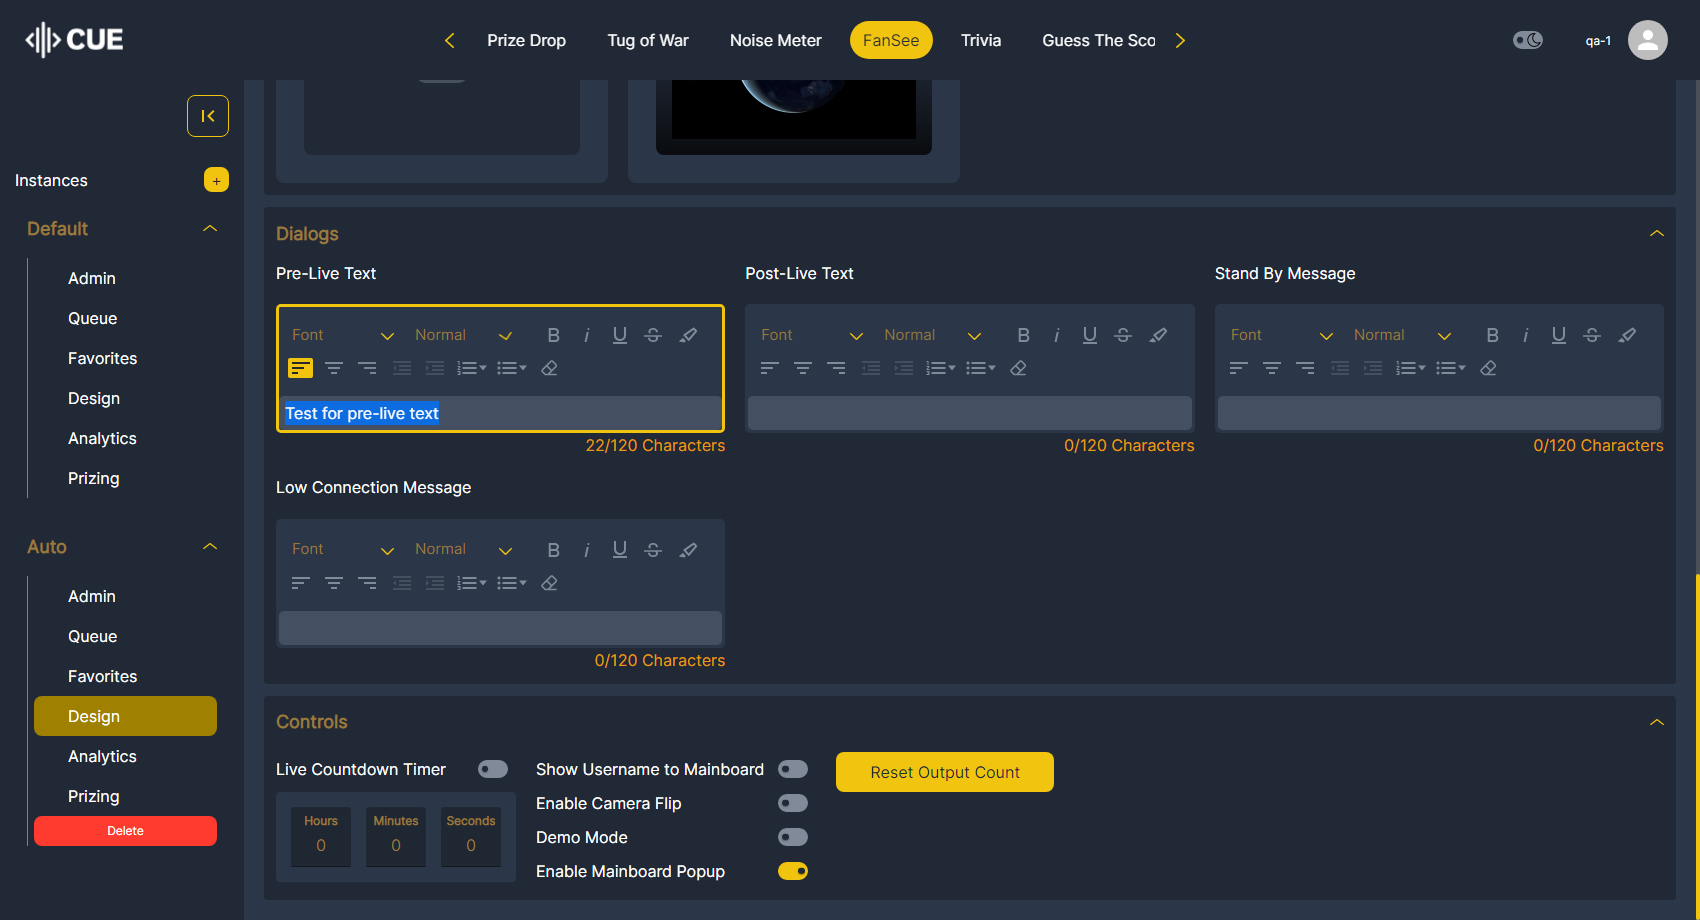 CUE
Prize Drop
Tug of War
Noise Meter
FanSee
Trivia
Guess The Sco
qa-1
Instances
+
Default
Admin
Queue
Favorites
Design
Analytics
Prizing
Auto
Admin
Queue
Favorites
Design
Analytics
Prizing
Delete
Dialogs
Pre-Live Text
Font Normal B i U S
Test for pre-live text
22/120 Characters
Post-Live Text
Font Normal B i U S
0/120 Characters
Stand By Message
Font Normal B i U S
0/120 Characters
Low Connection Message
Font Normal B i U S
0/120 Characters
Controls
Live Countdown Timer
Hours Minutes Seconds
0 0 0
Show Username to Mainboard
Enable Camera Flip
Demo Mode
Enable Mainboard Popup
Reset Output Count